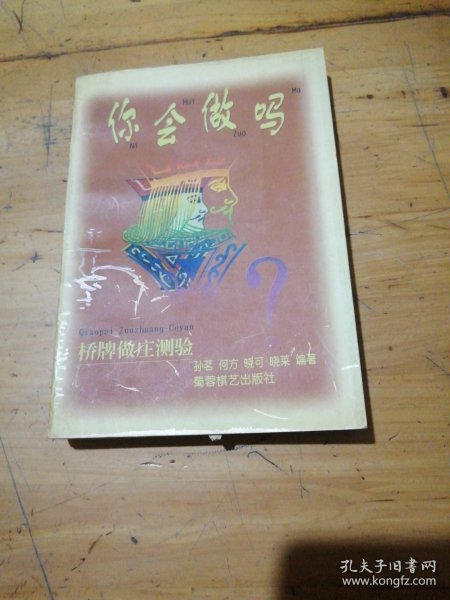 你会做吗
Ni Hui Zuo Ma
Qiaopai Zuozhuang Ceyan
桥牌做庄测验
孙茗 何方 晓可 晓莱 编著
蜀蓉棋艺出版社
孔夫子旧书网
www.kongfz.com